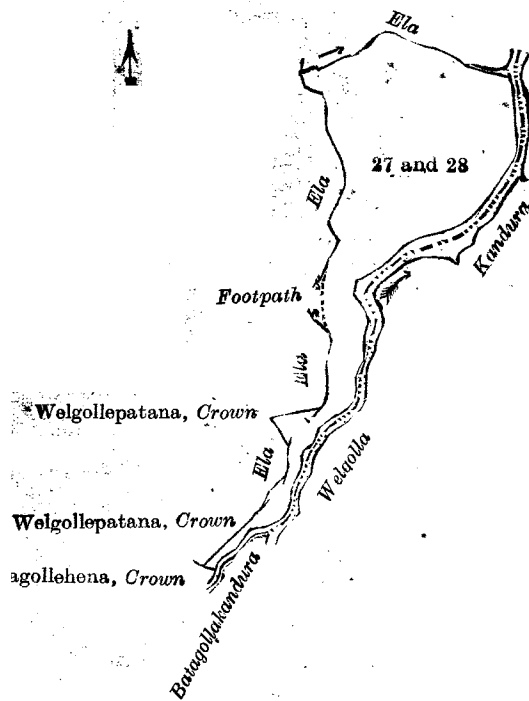 Ela
27 and 28
Ela
Kandura
Footpath
Ela
Welgollepatana, Crown
Ela
Welgolla
Welgollepatana, Crown
agollehena, Crown
Batagollakandura